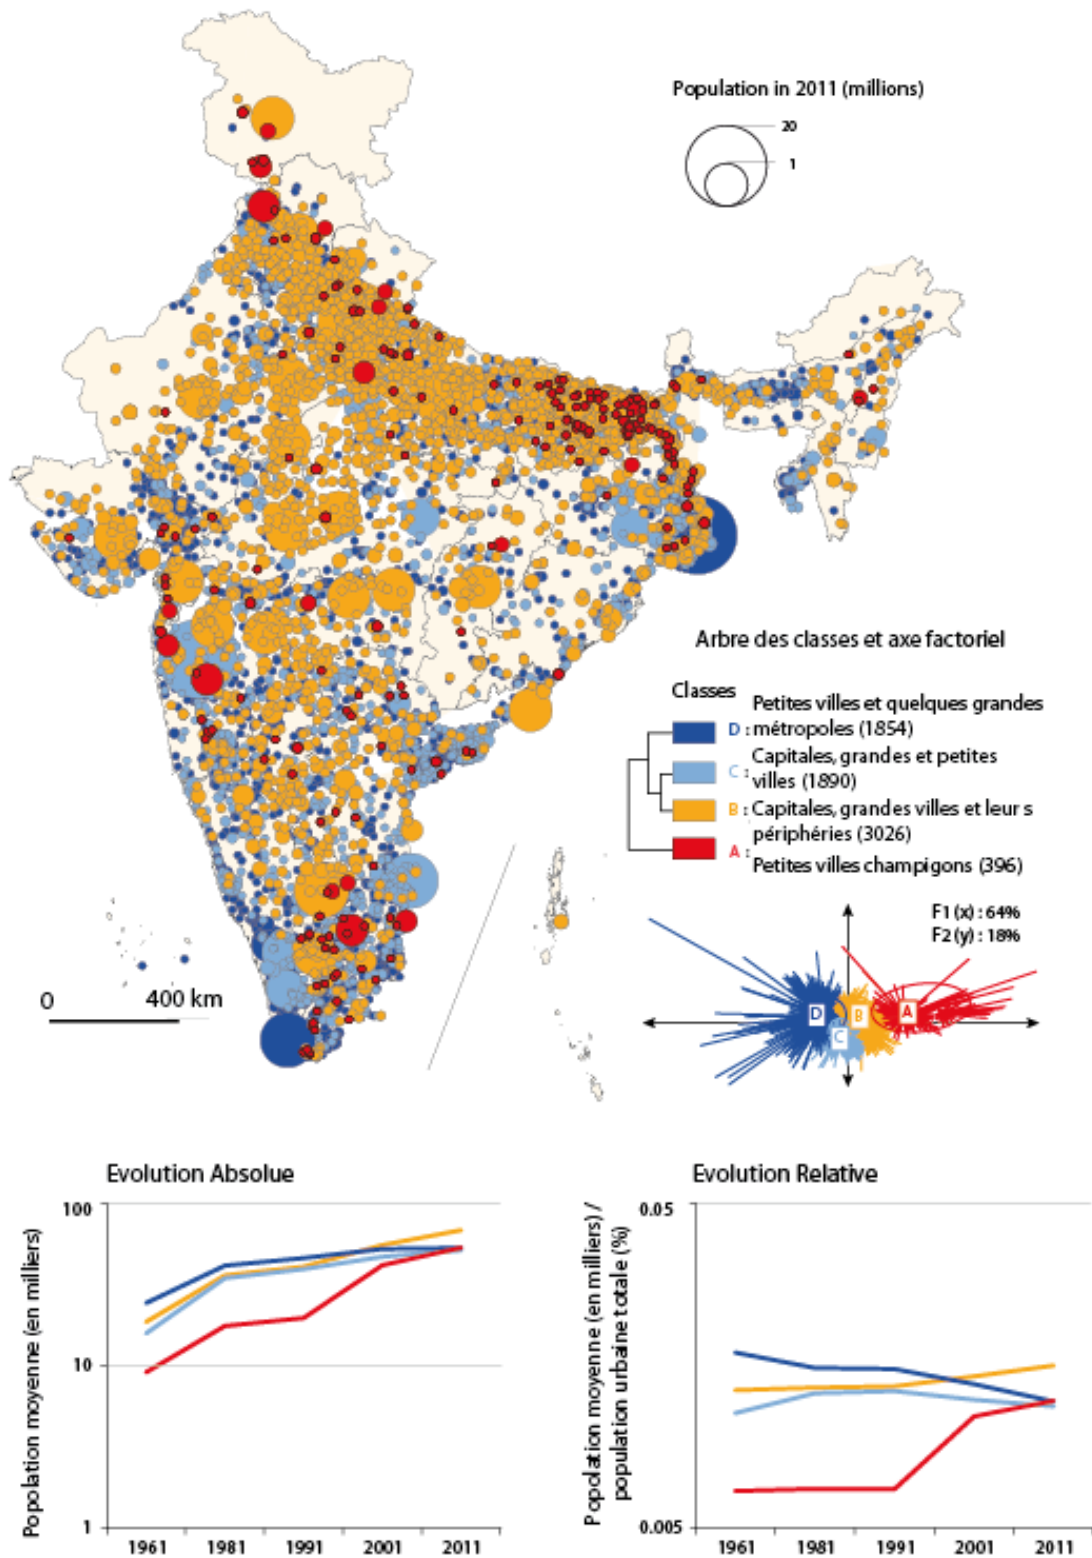 Population in 2011 (millions)
20
1
Arbre des classes et axe factoriel
Classes
Petites villes et quelques grandes
D : métropoles (1854)
Capitales, grandes et petites
C : villes (1890)
B : Capitales, grandes villes et leur s
périphéries (3026)
A :
Petites villes champigons (396)
F1 (x) : 64%
F2 (y) : 18%
D
B
A
C
0
400 km
Evolution Absolue
Popolation moyenne (en milliers)
100
10
1
1961
1981
1991
2001
2011
Evolution Relative
Popolation moyenne (en milliers) /
population urbaine totale (%)
0.05
0.005
1961
1981
1991
2001
2011